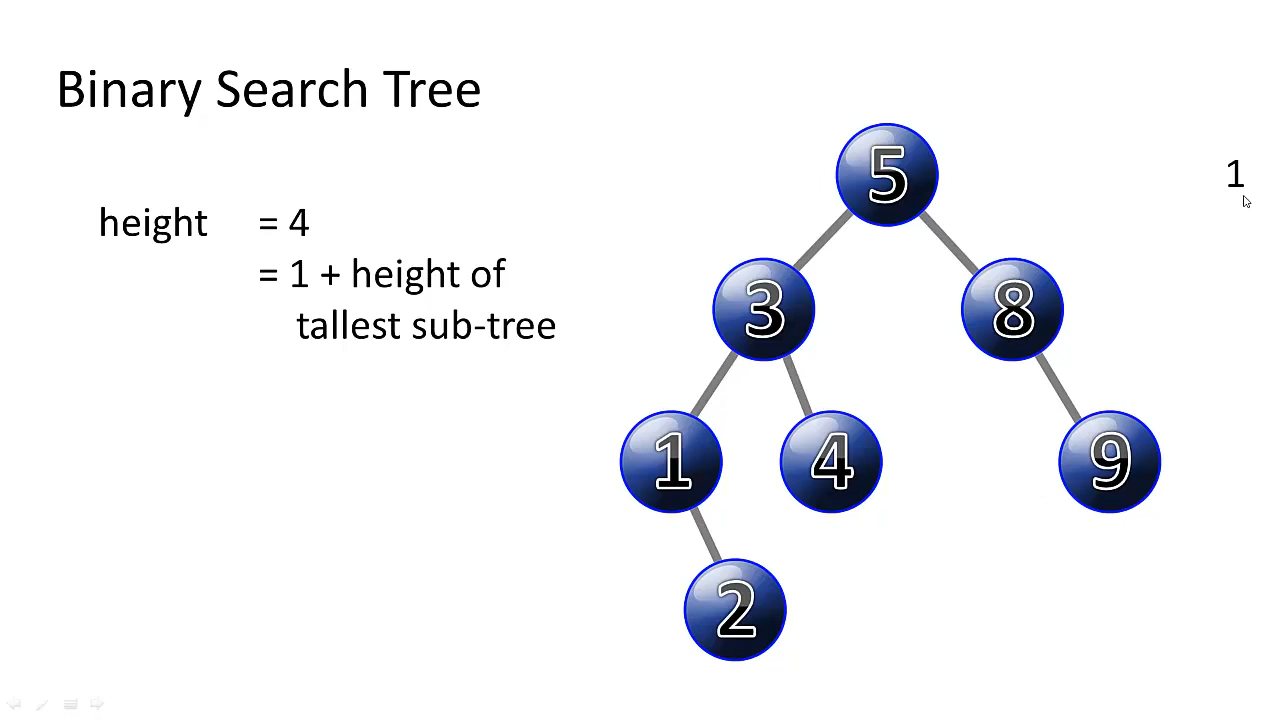 Binary Search Tree
height = 4
= 1 + height of
tallest sub-tree
5
1
3
8
1
4
9
2